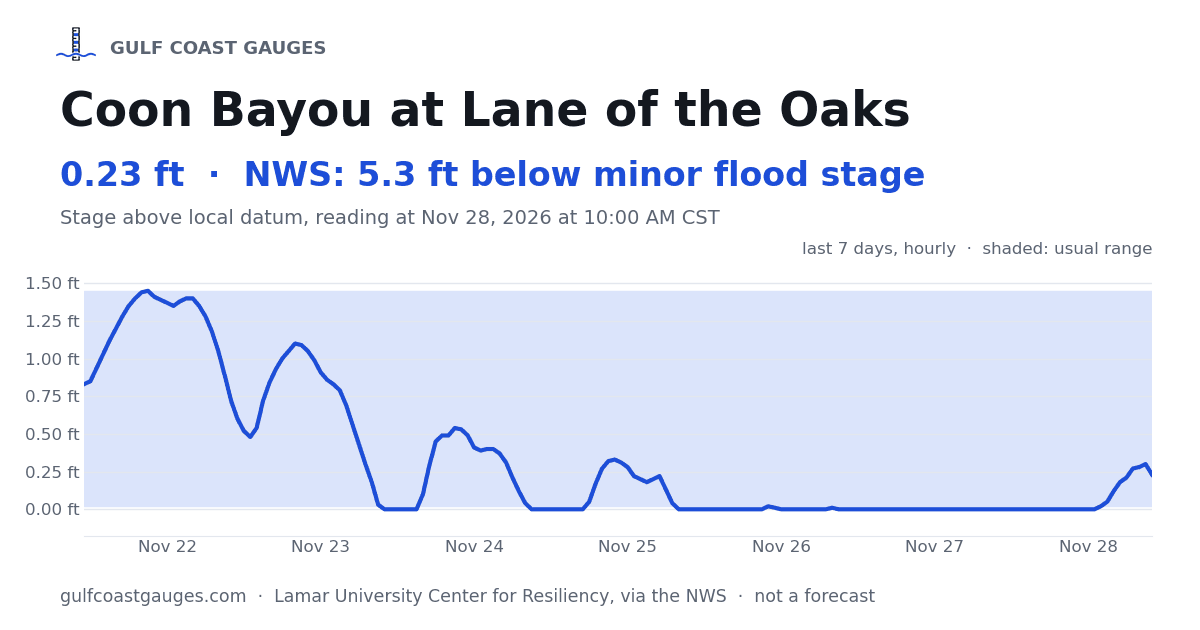 GULF COAST GAUGES
Coon Bayou at Lane of the Oaks
0.23 ft · NWS: 5.3 ft below minor flood stage
Stage above local datum, reading at Nov 28, 2026 at 10:00 AM CST
last 7 days, hourly · shaded: usual range
1.50 ft
1.25 ft
1.00 ft
0.75 ft
0.50 ft
0.25 ft
0.00 ft
Nov 22 Nov 23 Nov 24 Nov 25 Nov 26 Nov 27 Nov 28
gulfcoastgauges.com · Lamar University Center for Resiliency, via the NWS · not a forecast